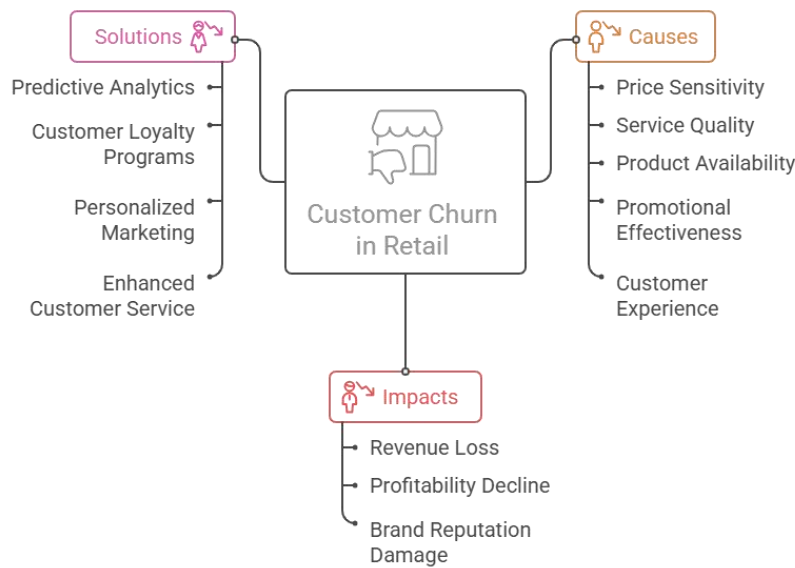 Solutions
Predictive Analytics
Customer Loyalty
Programs
Personalized
Marketing
Enhanced
Customer Service
Customer Churn
in Retail
Causes
Price Sensitivity
Service Quality
Product Availability
Promotional
Effectiveness
Customer
Experience
Impacts
Revenue Loss
Profitability Decline
Brand Reputation
Damage